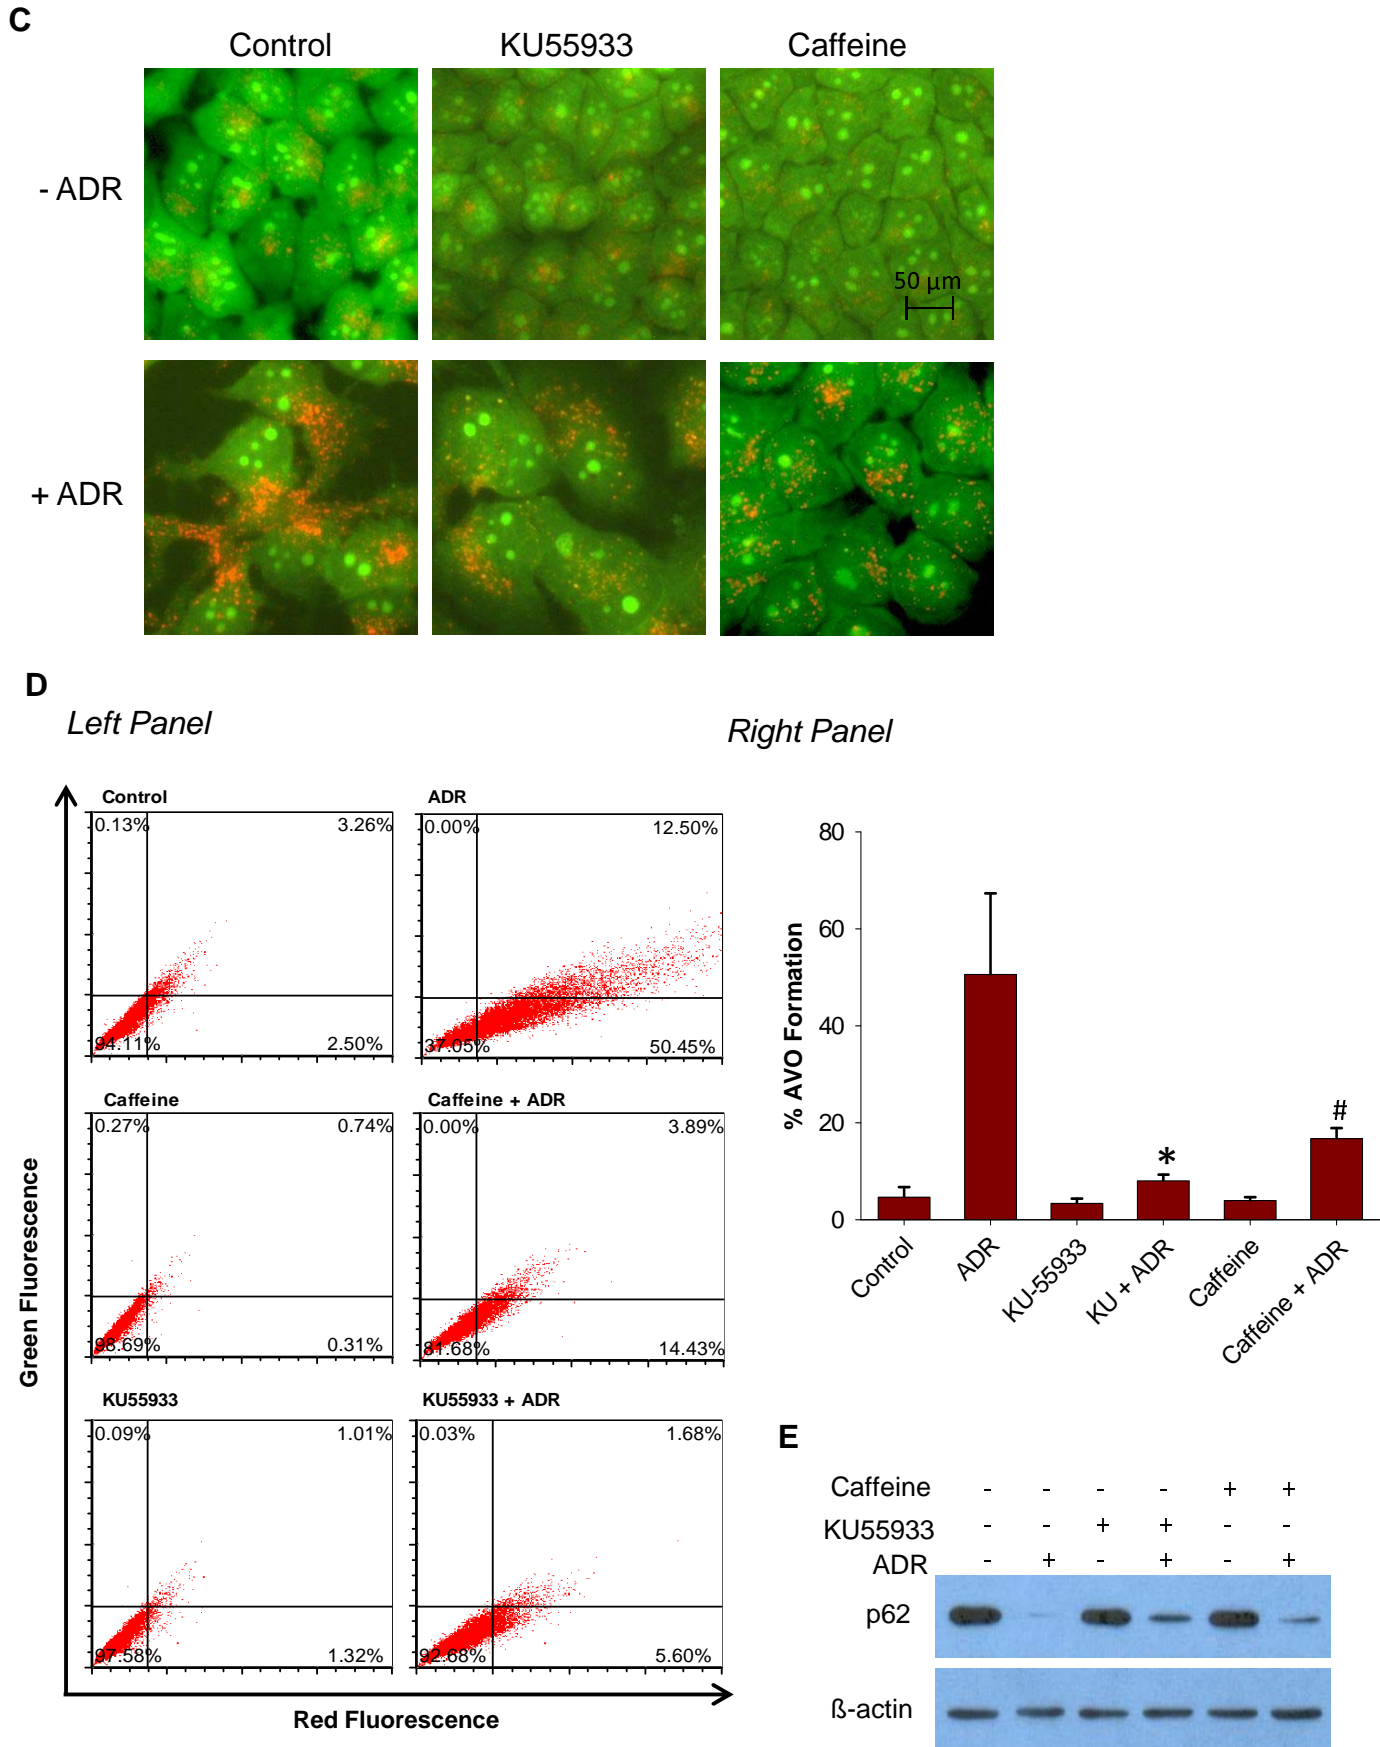 C
Control KU55933 Caffeine
- ADR
50 µm
+ ADR
D
Left Panel
Right Panel
Green Fluorescence
Red Fluorescence
Control
0.13% 3.26%
94.11% 2.50%
ADR
0.00% 12.50%
37.05% 50.45%
Caffeine
0.27% 0.74%
98.69% 0.31%
Caffeine + ADR
0.00% 3.89%
81.68% 14.43%
KU55933
0.09% 1.01%
97.58% 1.32%
KU55933 + ADR
0.03% 1.68%
92.68% 5.60%
% AVO Formation
80
60
40
20
0
*
#
Control
ADR
KU-55933
KU + ADR
Caffeine
Caffeine + ADR
E
Caffeine - - - - + +
KU55933 - - + + - -
ADR - + - + - +
p62
ß-actin